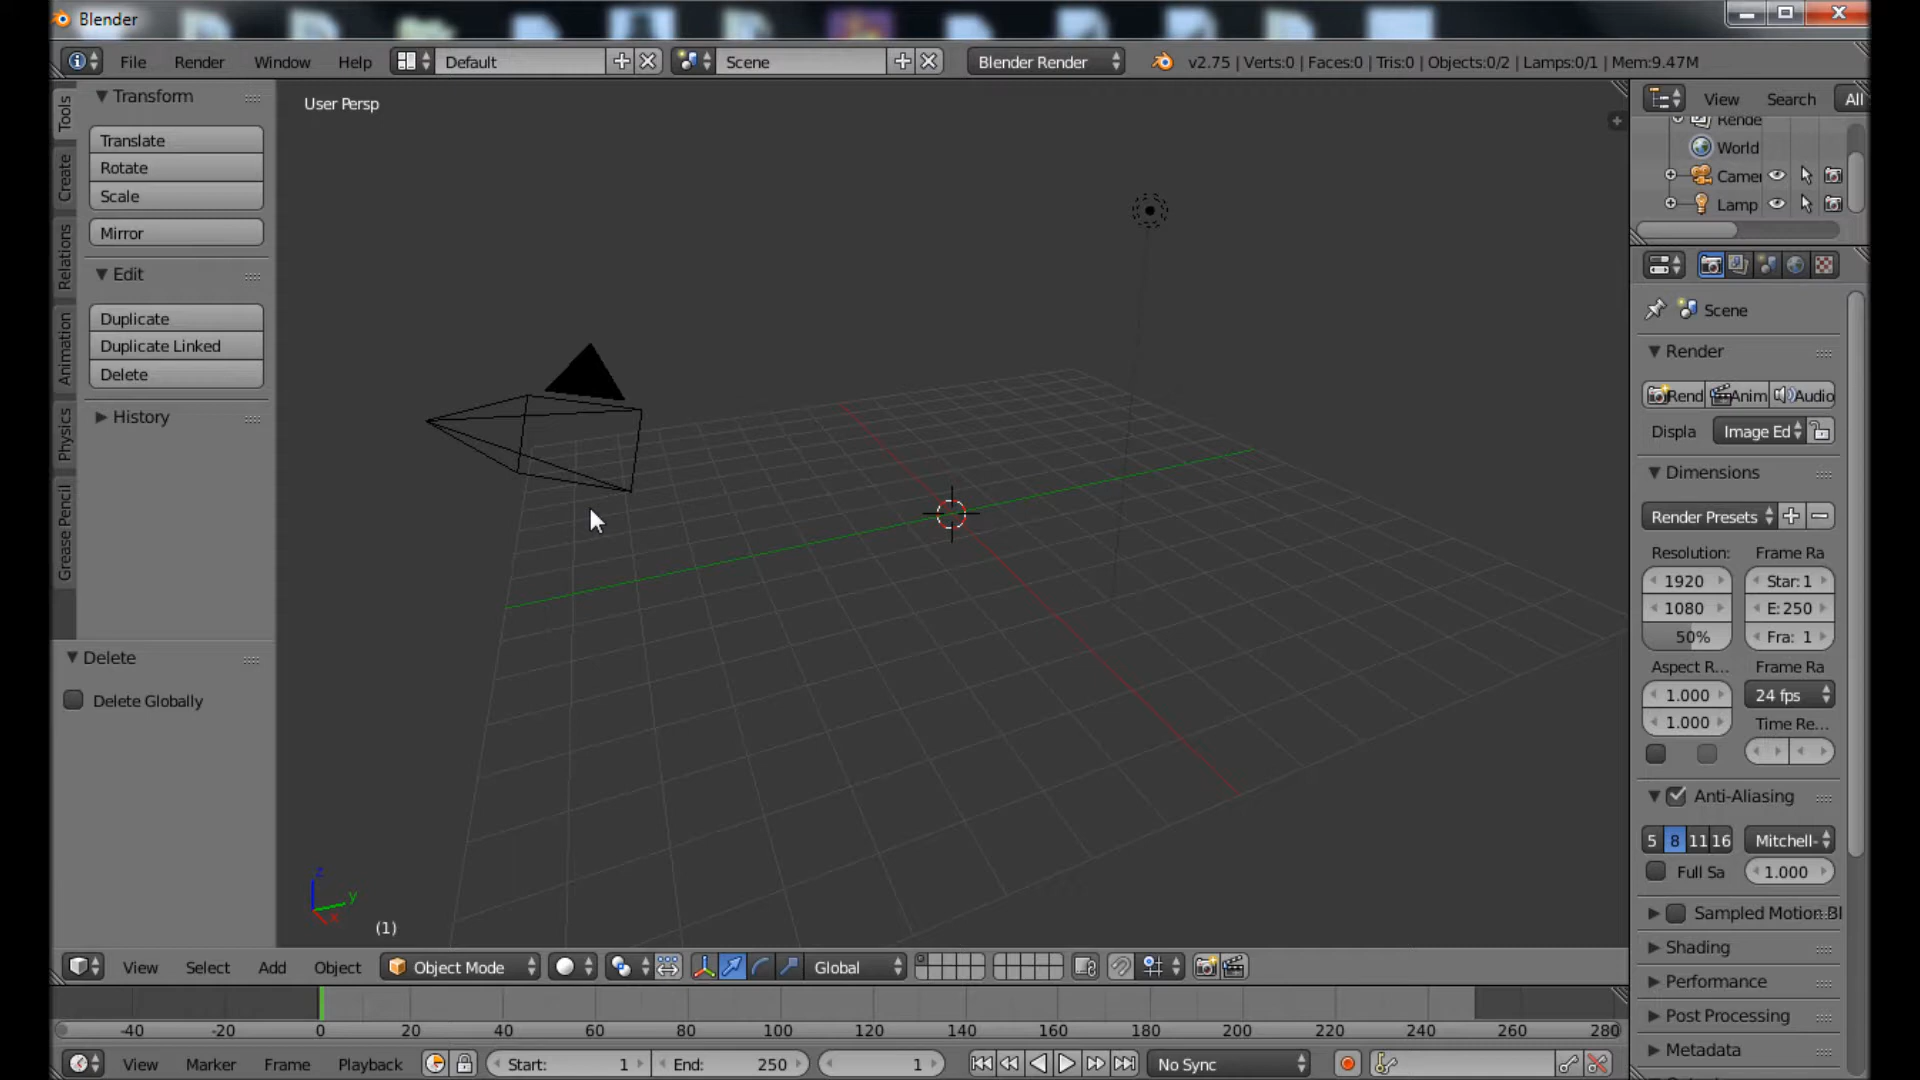 Blender
File Render Window Help Default Scene Blender Render v2.75 | Verts:0 | Faces:0 | Tris:0 | Objects:0/2 | Lamps:0/1 | Mem:9.47M
Tools
Create
Relations
Animation
Physics
Grease Pencil
Transform
Translate
Rotate
Scale
Mirror
Edit
Duplicate
Duplicate Linked
Delete
History
Delete
Delete Globally
User Persp
z
y
x
(1)
View Search All
Rende
World
Camer
Lamp
Scene
Render
Rend Anim Audio
Displa Image Ed
Dimensions
Render Presets
Resolution: Frame Ra
1920 Star: 1
1080 E: 250
50% Fra: 1
Aspect R... Frame Ra
1.000 24 fps
1.000 Time Re...
Anti-Aliasing
5 8 11 16 Mitchell-
Full Sa 1.000
Sampled Motion Bl
Shading
Performance
Post Processing
Metadata
View Select Add Object Object Mode Global
-40 -20 0 20 40 60 80 100 120 140 160 180 200 220 240 260 280
View Marker Frame Playback Start: 1 End: 250 1 No Sync